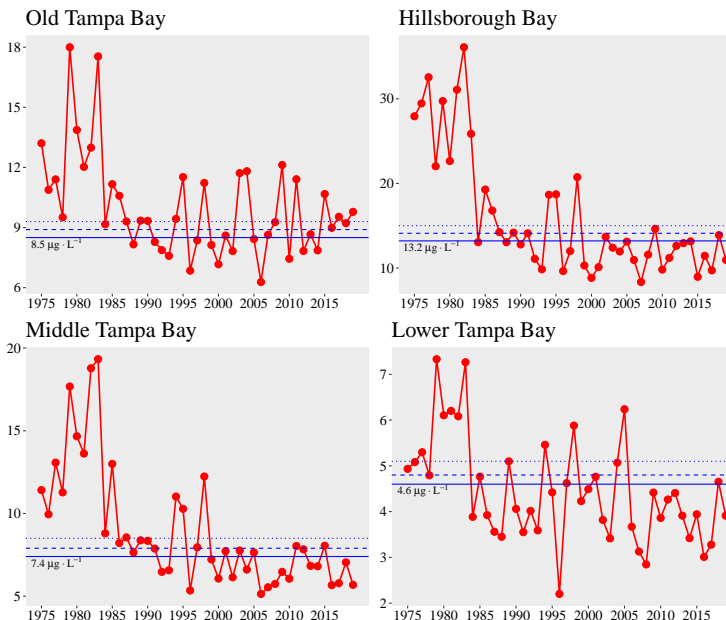 Old Tampa Bay
18
15
12
9
6
8.5 μg · L⁻¹
1975 1980 1985 1990 1995 2000 2005 2010 2015
Hillsborough Bay
30
20
10
13.2 μg · L⁻¹
1975 1980 1985 1990 1995 2000 2005 2010 2015
Middle Tampa Bay
20
15
10
5
7.4 μg · L⁻¹
1975 1980 1985 1990 1995 2000 2005 2010 2015
Lower Tampa Bay
7
6
5
4
3
2
4.6 μg · L⁻¹
1975 1980 1985 1990 1995 2000 2005 2010 2015